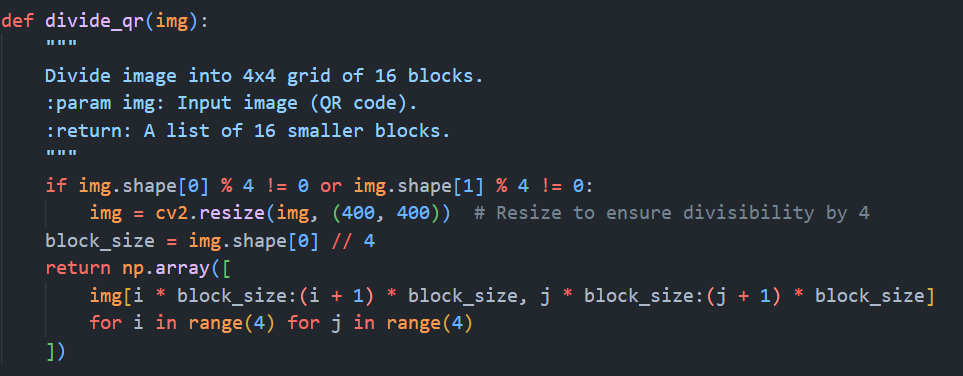 def divide_qr(img):
    """
    Divide image into 4x4 grid of 16 blocks.
    :param img: Input image (QR code).
    :return: A list of 16 smaller blocks.
    """
    if img.shape[0] % 4 != 0 or img.shape[1] % 4 != 0:
        img = cv2.resize(img, (400, 400))  # Resize to ensure divisibility by 4
    block_size = img.shape[0] // 4
    return np.array([
        img[i * block_size:(i + 1) * block_size, j * block_size:(j + 1) * block_size]
        for i in range(4) for j in range(4)
    ])